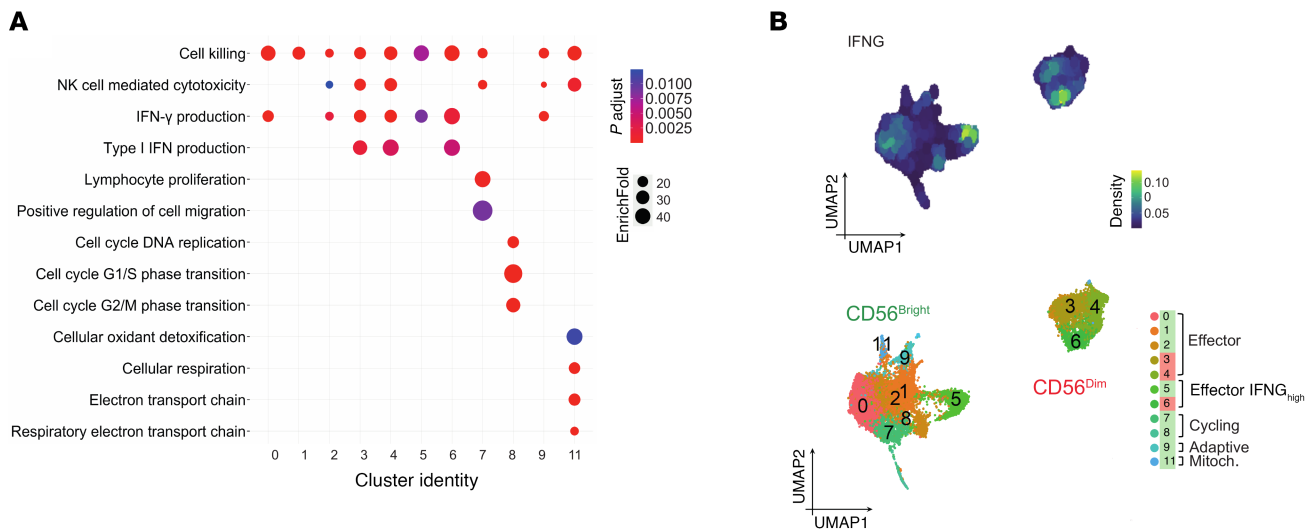 A
Cell killing
NK cell mediated cytotoxicity
IFN-γ production
Type I IFN production
Lymphocyte proliferation
Positive regulation of cell migration
Cell cycle DNA replication
Cell cycle G1/S phase transition
Cell cycle G2/M phase transition
Cellular oxidant detoxification
Cellular respiration
Electron transport chain
Respiratory electron transport chain
0 1 2 3 4 5 6 7 8 9 11
Cluster identity
P adjust
0.0100
0.0075
0.0050
0.0025
EnrichFold
20
30
40
B
IFNG
UMAP2
UMAP1
Density
0.10
0
0.05
CD56Bright
11
9
0
2
1
5
8
7
3
4
6
CD56Dim
UMAP2
UMAP1
0
1
2
3
4
5
6
7
8
9
11
Effector
Effector IFNGhigh
Cycling
Adaptive
Mitoch.